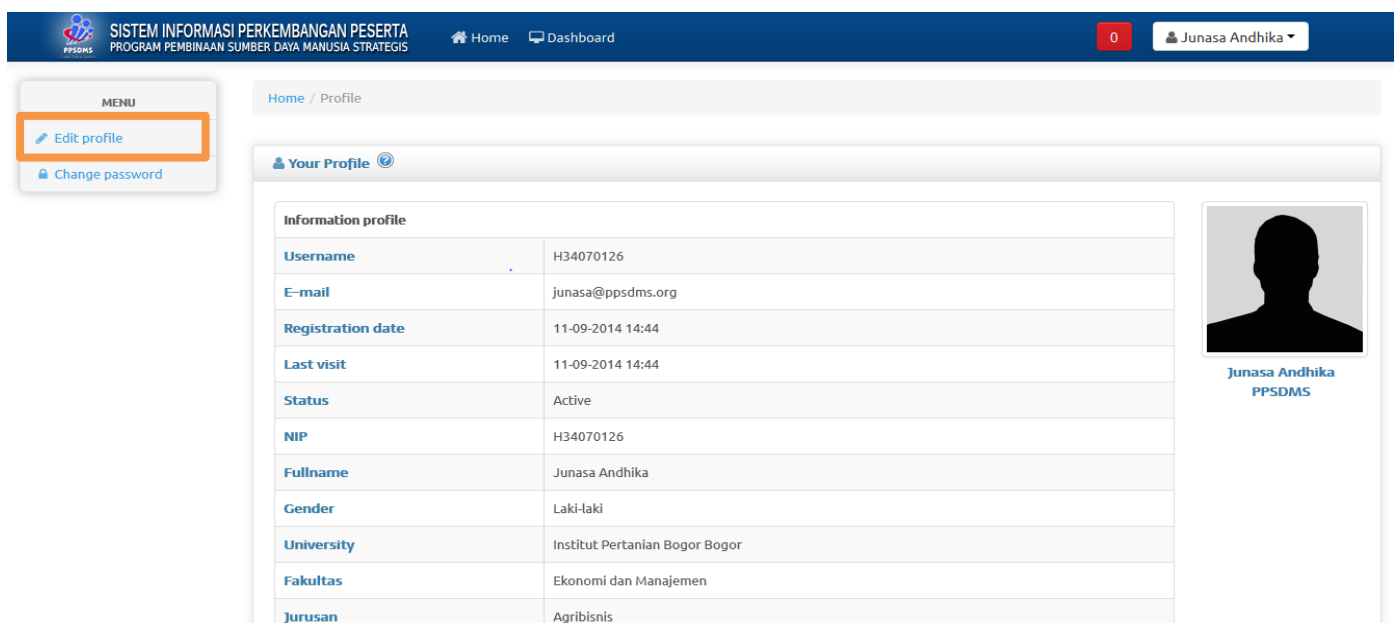 SISTEM INFORMASI PERKEMBANGAN PESERTA
PROGRAM PEMBINAAN SUMBER DAYA MANUSIA STRATEGIS
PPSDMS
Home
Dashboard
0
Junasa Andhika
MENU
Edit profile
Change password
Home / Profile
Your Profile ?
Information profile
Username H34070126
E-mail junasa@ppsdms.org
Registration date 11-09-2014 14:44
Last visit 11-09-2014 14:44
Status Active
NIP H34070126
Fullname Junasa Andhika
Gender Laki-laki
University Institut Pertanian Bogor Bogor
Fakultas Ekonomi dan Manajemen
Jurusan Agribisnis
Junasa Andhika
PPSDMS